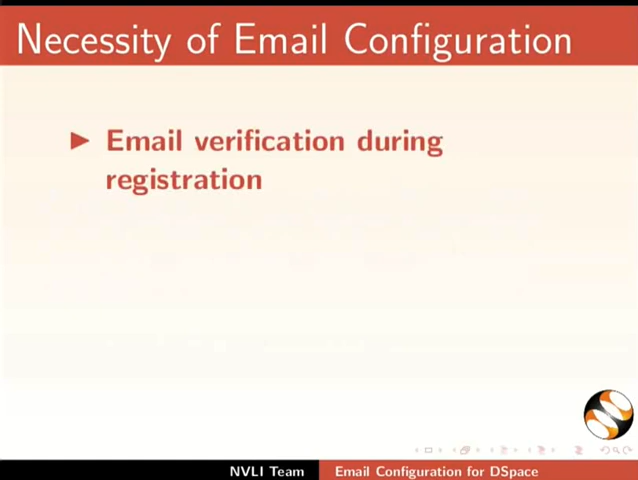 Necessity of Email Configuration
Email verification during
registration
NVLI Team
Email Configuration for DSpace